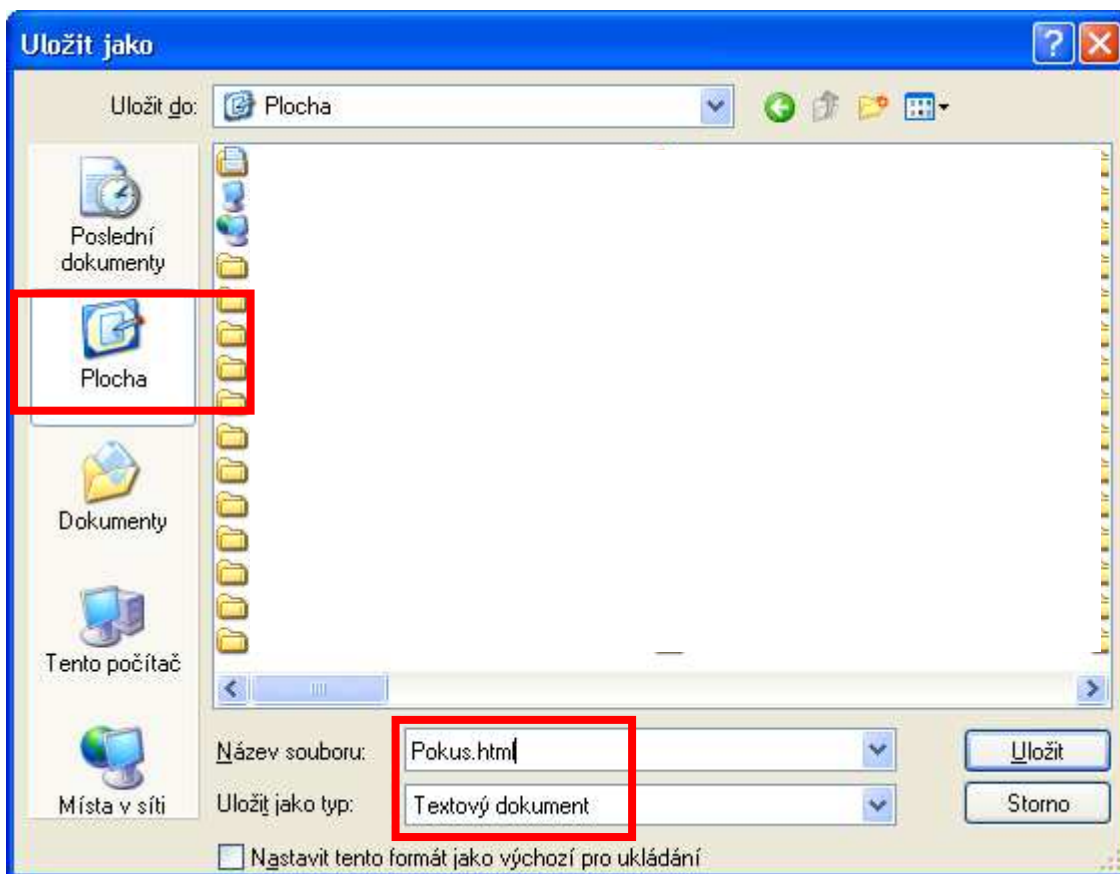 Uložit jako
Uložit do:
Plocha
Poslední
dokumenty
Plocha
Dokumenty
Tento počítač
Místa v síti
Název souboru:
Pokus.html
Uložit
Uložit jako typ:
Textový dokument
Storno
Nastavit tento formát jako výchozí pro ukládání